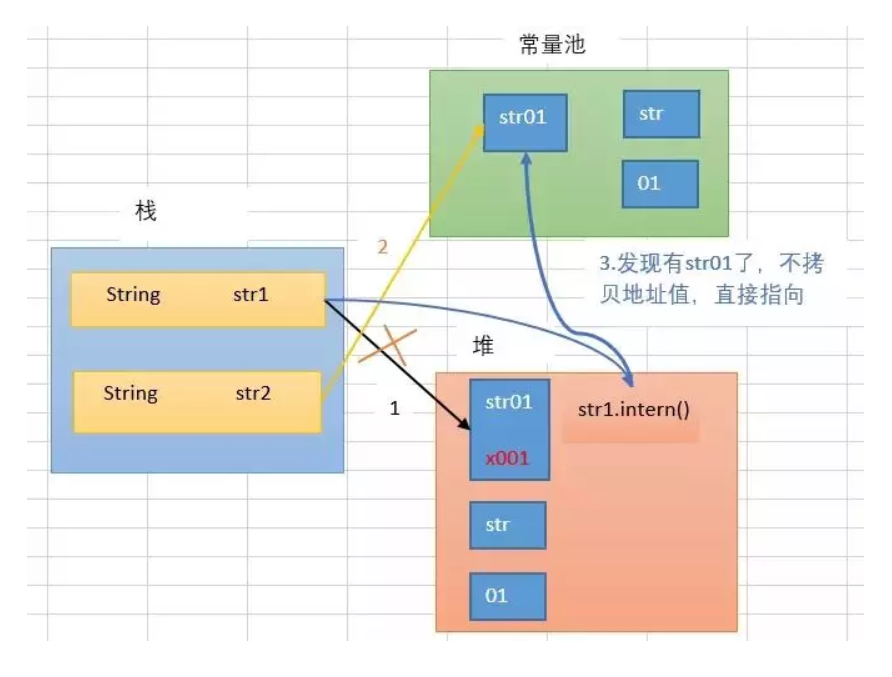 常量池
str01
str
01
栈
String str1
String str2
2
3.发现有str01了，不拷
贝地址值，直接指向
堆
1
str01
x001
str1.intern()
str
01